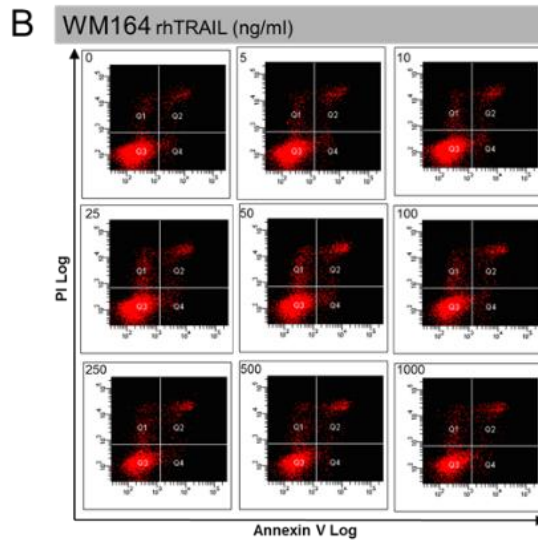 B
WM164 rhTRAIL (ng/ml)
0
5
10
Q1 Q2
Q3 Q4
Q1 Q2
Q3 Q4
Q1 Q2
Q3 Q4
25
50
100
Q1 Q2
Q3 Q4
Q1 Q2
Q3 Q4
Q1 Q2
Q3 Q4
250
500
1000
Q1 Q2
Q3 Q4
Q1 Q2
Q3 Q4
Q1 Q2
Q3 Q4
PI Log
Annexin V Log